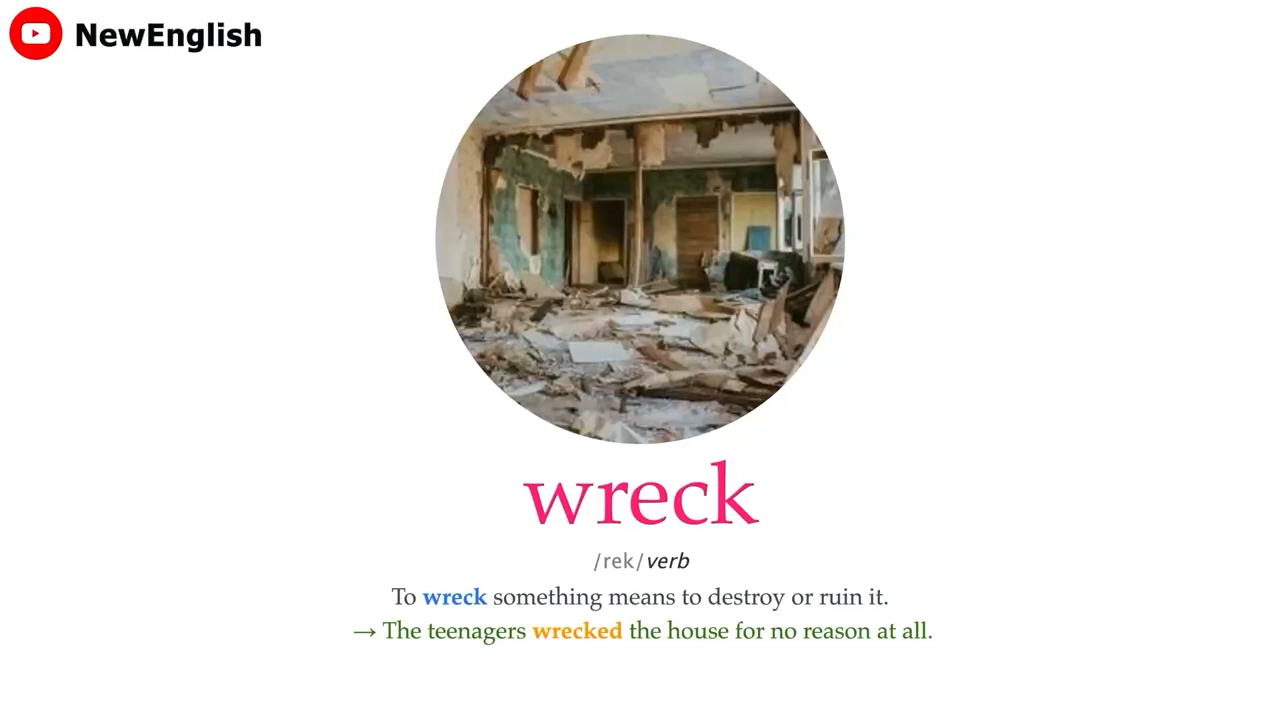 NewEnglish
wreck
/rek/verb
To wreck something means to destroy or ruin it.
→ The teenagers wrecked the house for no reason at all.